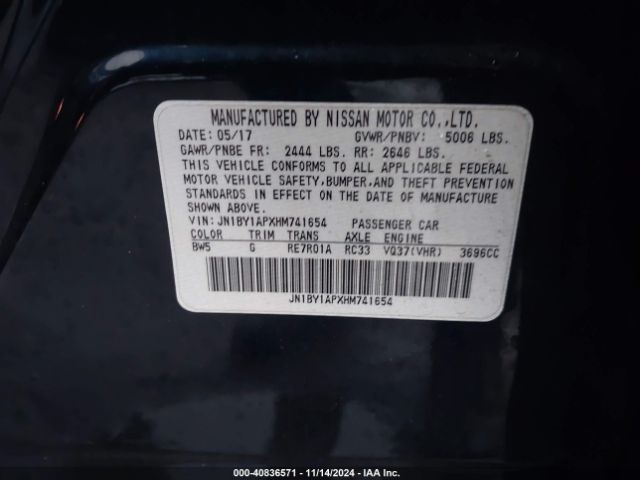 MANUFACTURED BY NISSAN MOTOR CO.,LTD.
DATE: 05/17 GVWR/PNBV: 5006 LBS.
GAWR/PNBE FR: 2444 LBS. RR: 2646 LBS.
THIS VEHICLE CONFORMS TO ALL APPLICABLE FEDERAL
MOTOR VEHICLE SAFETY,BUMPER,AND THEFT PREVENTION
STANDARDS IN EFFECT ON THE DATE OF MANUFACTURE
SHOWN ABOVE.
VIN: JN1BY1APXHM741654 PASSENGER CAR
COLOR TRIM TRANS AXLE ENGINE
BW5 G RE7R01A RC33 VQ37(VHR) 3696CC
JN1BY1APXHM741654
000-40836571 - 11/14/2024 - IAA Inc.